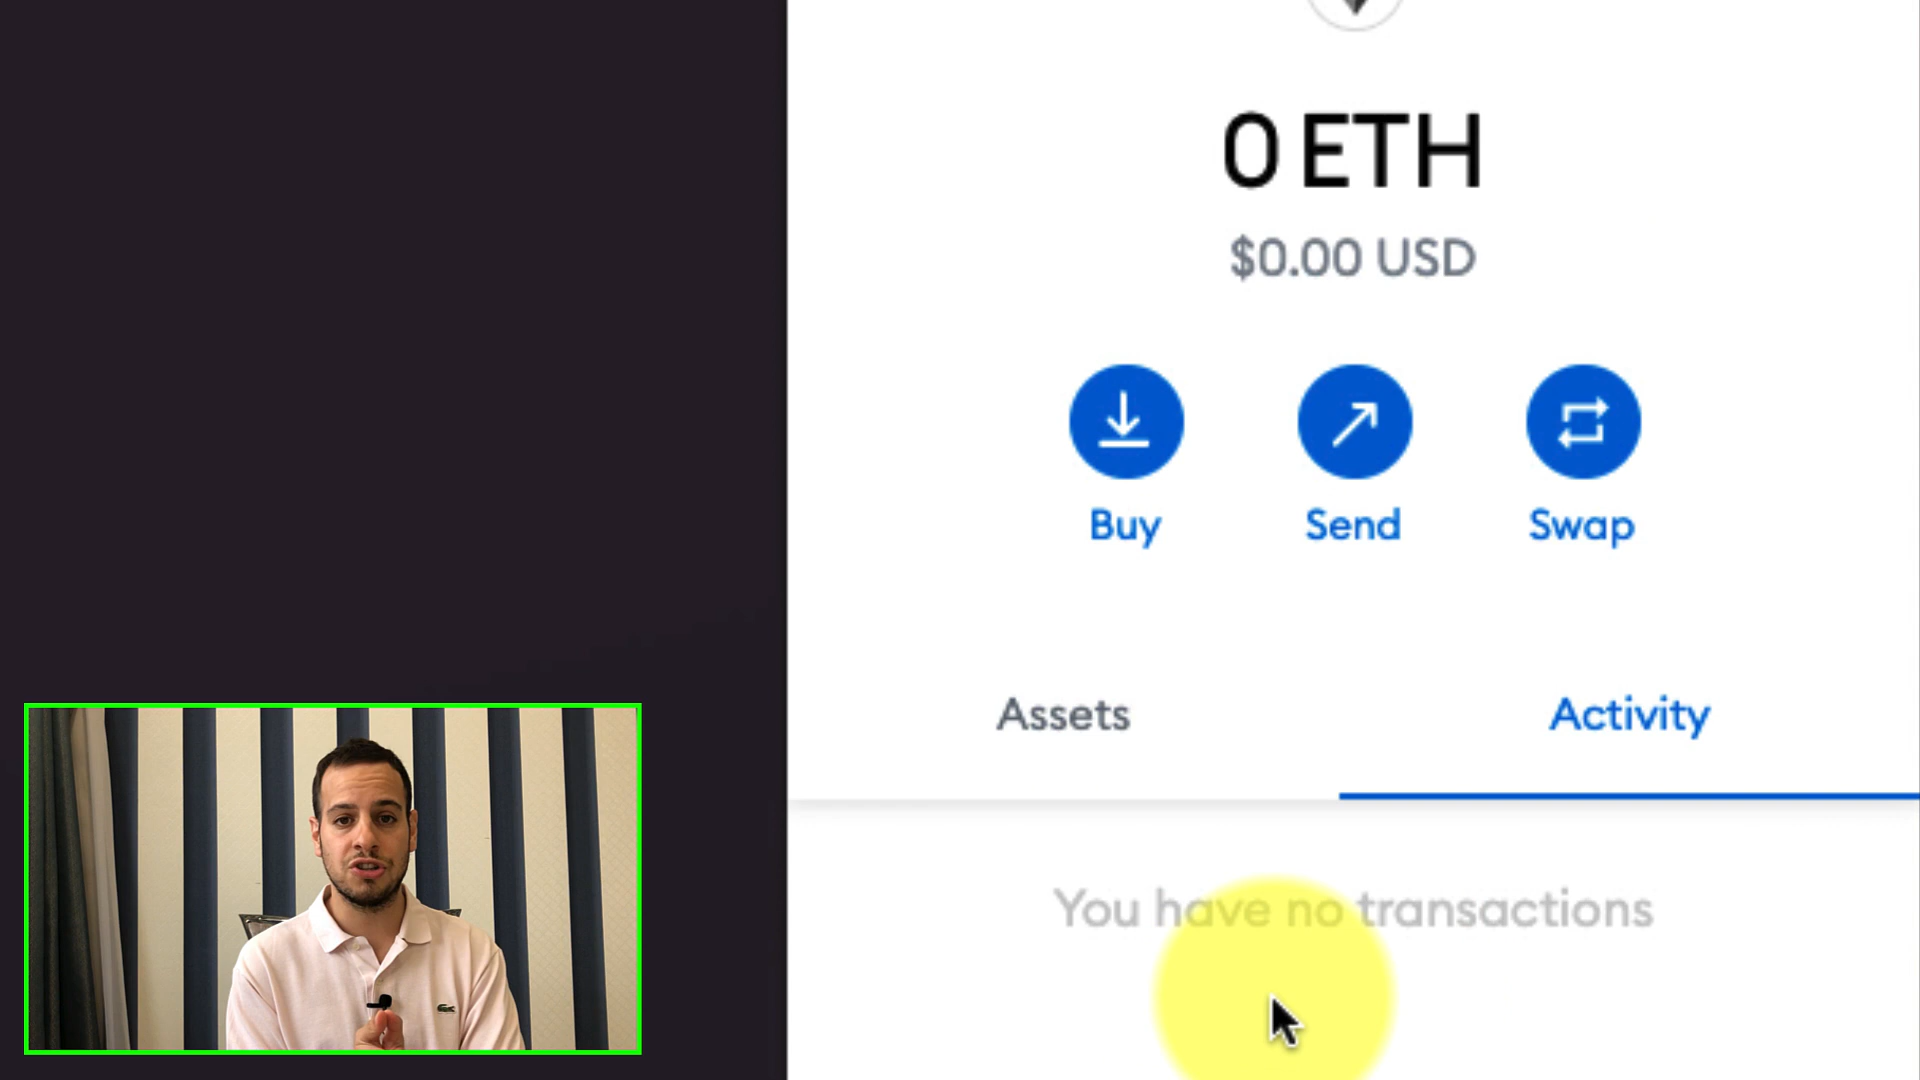 0 ETH
$0.00 USD
Buy Send Swap
Assets Activity
You have no transactions